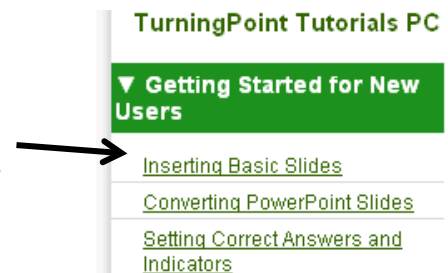 TurningPoint Tutorials PC
▼ Getting Started for New
Users
Inserting Basic Slides
Converting PowerPoint Slides
Setting Correct Answers and
Indicators